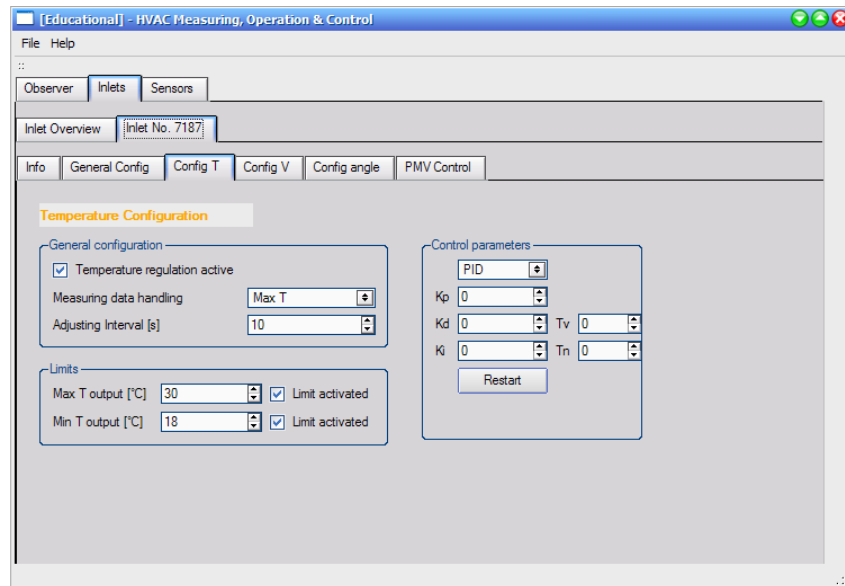 [Educational] - HVAC Measuring, Operation & Control
File Help
Observer Inlets Sensors
Inlet Overview Inlet No. 7187
Info General Config Config T Config V Config angle PMV Control
Temperature Configuration
General configuration
Temperature regulation active
Measuring data handling Max T
Adjusting Interval [s] 10
Limits
Max T output [°C] 30 Limit activated
Min T output [°C] 18 Limit activated
Control parameters
PID
Kp 0
Kd 0 Tv 0
Ki 0 Tn 0
Restart